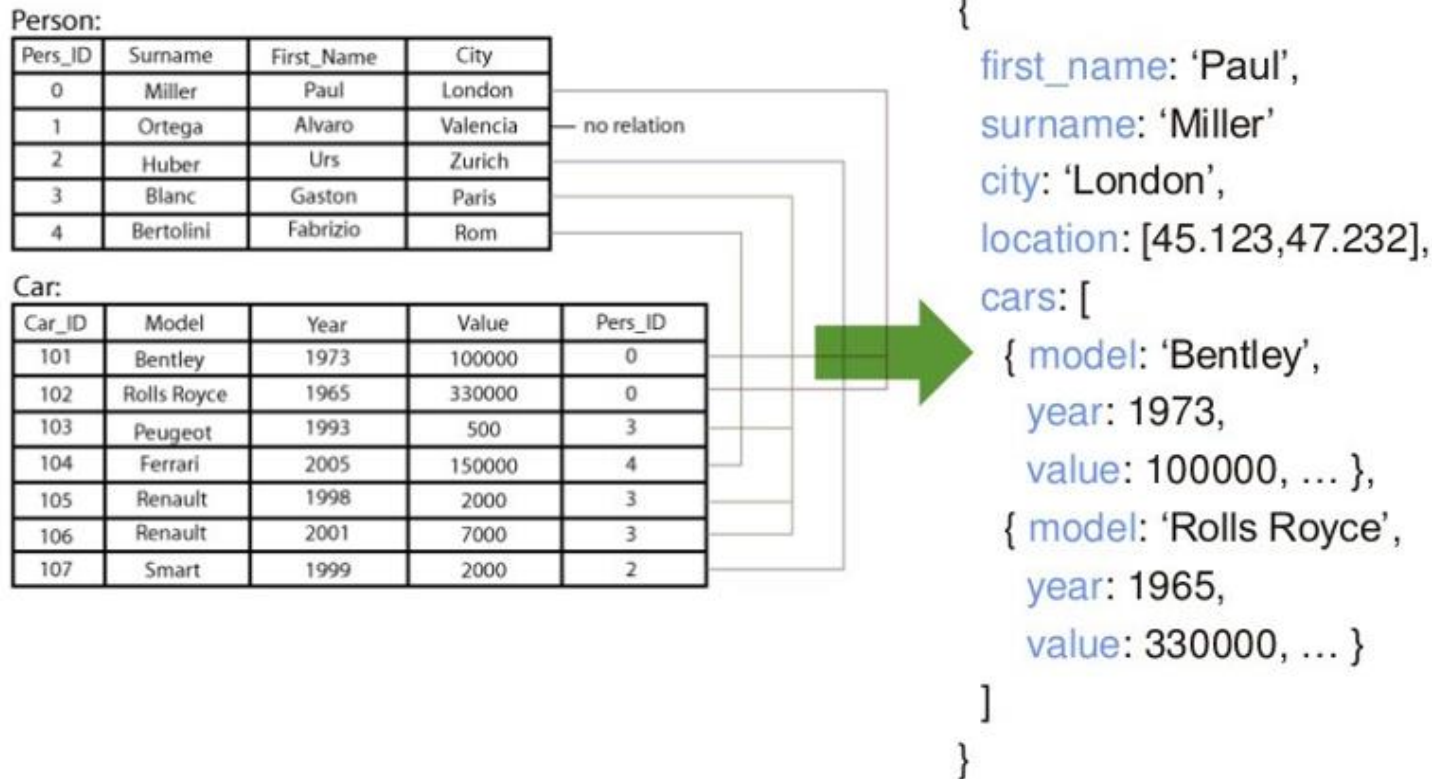 Person:
Pers_ID Surname First_Name City
0 Miller Paul London
1 Ortega Alvaro Valencia no relation
2 Huber Urs Zurich
3 Blanc Gaston Paris
4 Bertolini Fabrizio Rom
Car:
Car_ID Model Year Value Pers_ID
101 Bentley 1973 100000 0
102 Rolls Royce 1965 330000 0
103 Peugeot 1993 500 3
104 Ferrari 2005 150000 4
105 Renault 1998 2000 3
106 Renault 2001 7000 3
107 Smart 1999 2000 2
{
first_name: ‘Paul’,
surname: ‘Miller’
city: ‘London’,
location: [45.123,47.232],
cars: [
{ model: ‘Bentley’,
year: 1973,
value: 100000, … },
{ model: ‘Rolls Royce’,
year: 1965,
value: 330000, … }
]
}